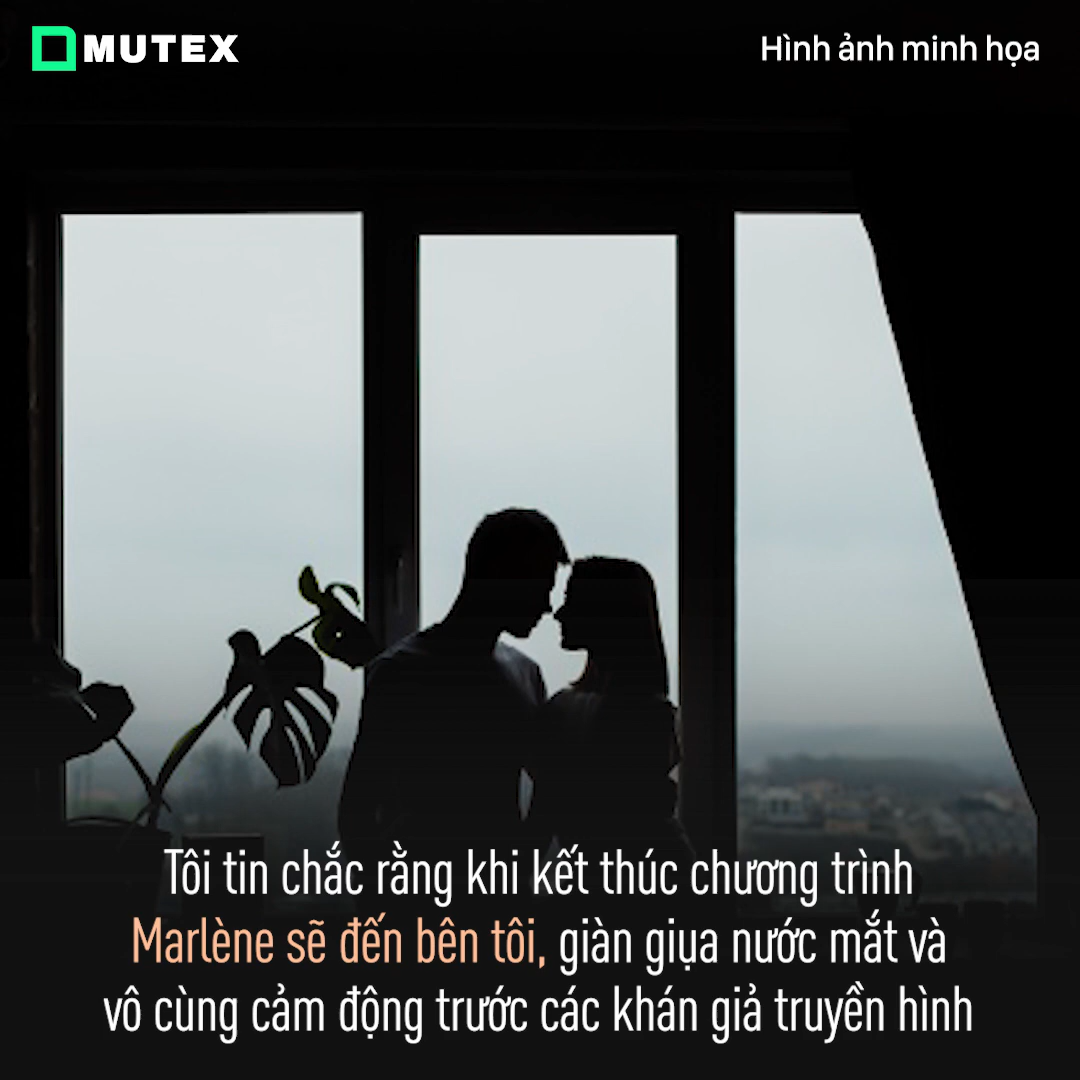 MUTEX
Hình ảnh minh họa
Tôi tin chắc rằng khi kết thúc chương trình
Marlène sẽ đến bên tôi, giàn giụa nước mắt và
vô cùng cảm động trước các khán giả truyền hình